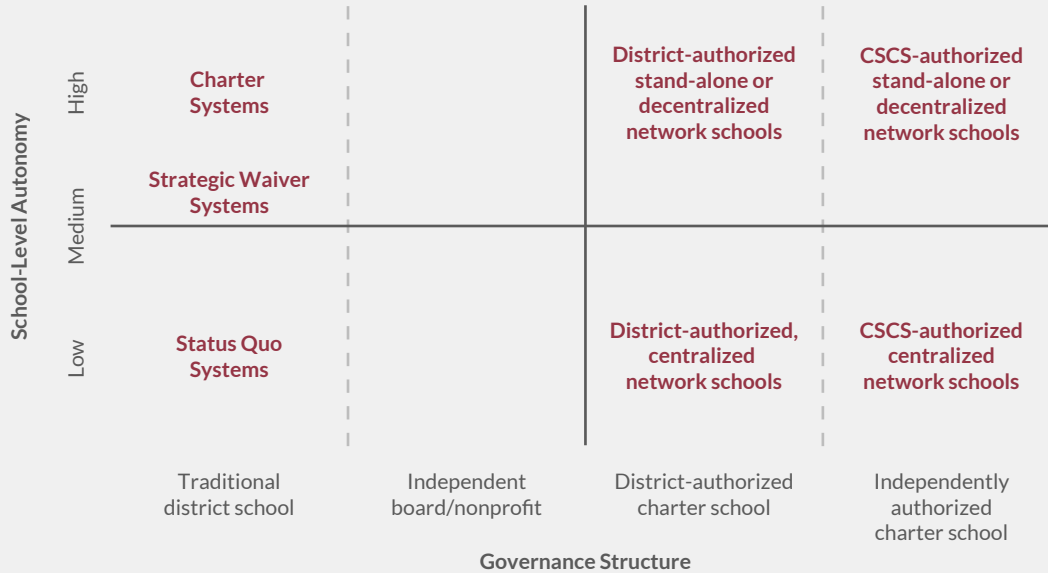 School-Level Autonomy
High
Medium
Low
Charter
Systems
Strategic Waiver
Systems
Status Quo
Systems
District-authorized
stand-alone or
decentralized
network schools
CSCS-authorized
stand-alone or
decentralized
network schools
District-authorized,
centralized
network schools
CSCS-authorized
centralized
network schools
Traditional
district school
Independent
board/nonprofit
District-authorized
charter school
Independently
authorized
charter school
Governance Structure